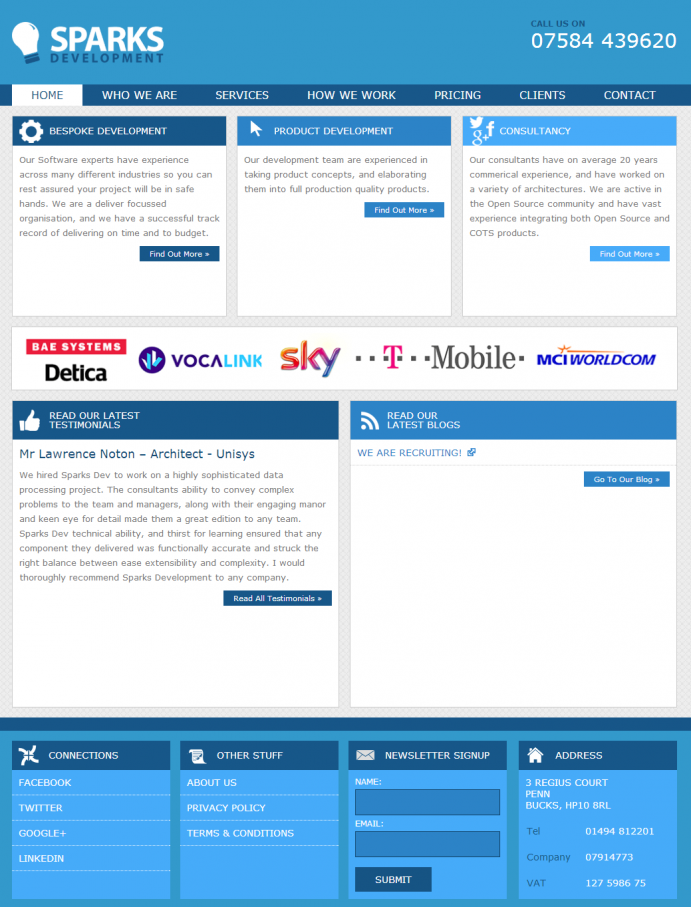 SPARKS
DEVELOPMENT
CALL US ON
07584 439620
HOME
WHO WE ARE
SERVICES
HOW WE WORK
PRICING
CLIENTS
CONTACT
BESPOKE DEVELOPMENT
Our Software experts have experience
across many different industries so you can
rest assured your project will be in safe
hands. We are a deliver focussed
organisation, and we have a successful track
record of delivering on time and to budget.
Find Out More »
PRODUCT DEVELOPMENT
Our development team are experienced in
taking product concepts, and elaborating
them into full production quality products.
Find Out More »
g+ f
CONSULTANCY
Our consultants have on average 20 years
commerical experience, and have worked on
a variety of architectures. We are active in
the Open Source community and have vast
experience integrating both Open Source and
COTS products.
Find Out More »
BAE SYSTEMS
Detica
VOCALINK
sky
T Mobile
MCI WORLDCOM
READ OUR LATEST
TESTIMONIALS
Mr Lawrence Noton – Architect - Unisys
We hired Sparks Dev to work on a highly sophisticated data
processing project. The consultants ability to convey complex
problems to the team and managers, along with their engaging manor
and keen eye for detail made them a great edition to any team.
Sparks Dev technical ability, and thirst for learning ensured that any
component they delivered was functionally accurate and struck the
right balance between ease extensibility and complexity. I would
thoroughly recommend Sparks Development to any company.
Read All Testimonials »
READ OUR
LATEST BLOGS
WE ARE RECRUITING!
Go To Our Blog »
CONNECTIONS
FACEBOOK
TWITTER
GOOGLE+
LINKEDIN
OTHER STUFF
ABOUT US
PRIVACY POLICY
TERMS & CONDITIONS
NEWSLETTER SIGNUP
NAME:
EMAIL:
SUBMIT
ADDRESS
3 REGIUS COURT
PENN
BUCKS, HP10 8RL
Tel 01494 812201
Company 07914773
VAT 127 5986 75